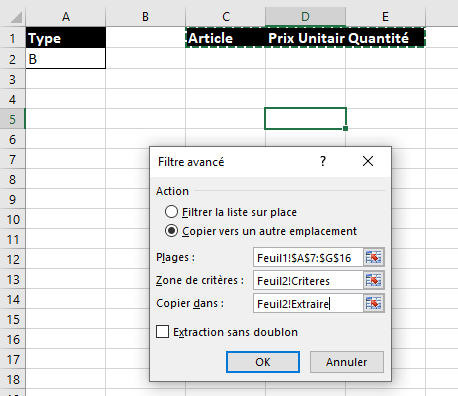 A B C D E
1 Type Article Prix Unitair Quantité
2 B
3
4
5
6
7
8
9
10
11
12
13
14
15
16
17
18
Filtre avancé ? ×
Action
Filtrer la liste sur place
Copier vers un autre emplacement
Plages : Feuil1!$A$7:$G$16
Zone de critères : Feuil2!Criteres
Copier dans : Feuil2!Extraire
Extraction sans doublon
OK Annuler